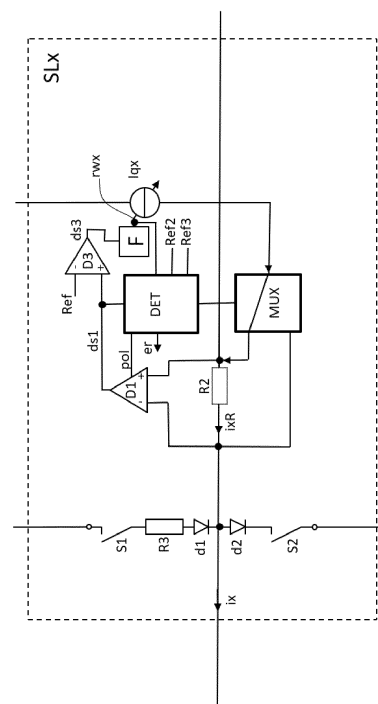 SLx
Iqx
rwx
ds3
D3
-
+
F
Ref
Ref2
Ref3
DET
MUX
ds1
pol
er
D1
-
+
R2
ixR
S1
R3
d1
d2
S2
ix